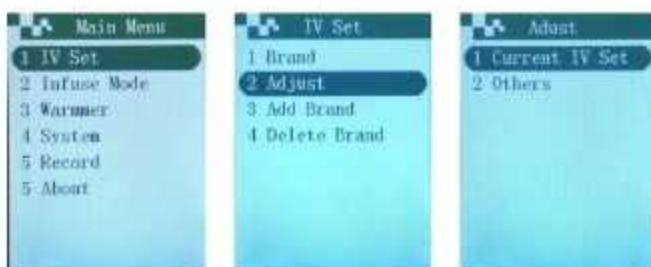 Main Menu
1 IV Set
2 Infuse Mode
3 Warmmer
4 System
5 Record
5 About
IV Set
1 Brand
2 Adjust
3 Add Brand
4 Delete Brand
Adust
1 Current IV Set
2 Others